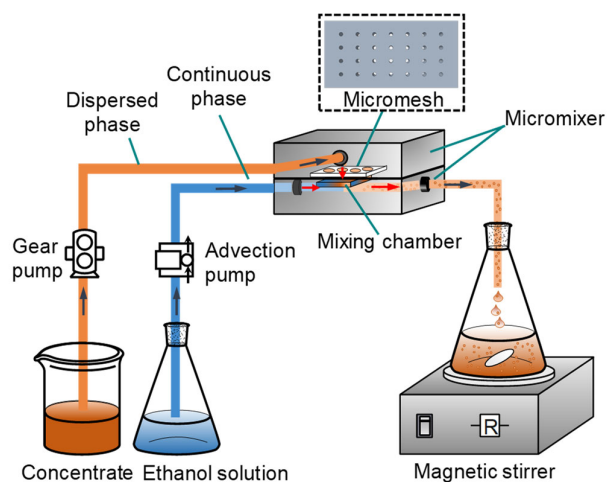 Micromesh
Continuous
phase
Dispersed
phase
Micromixer
Mixing chamber
Gear
pump
Advection
pump
Concentrate
Ethanol solution
R
Magnetic stirrer